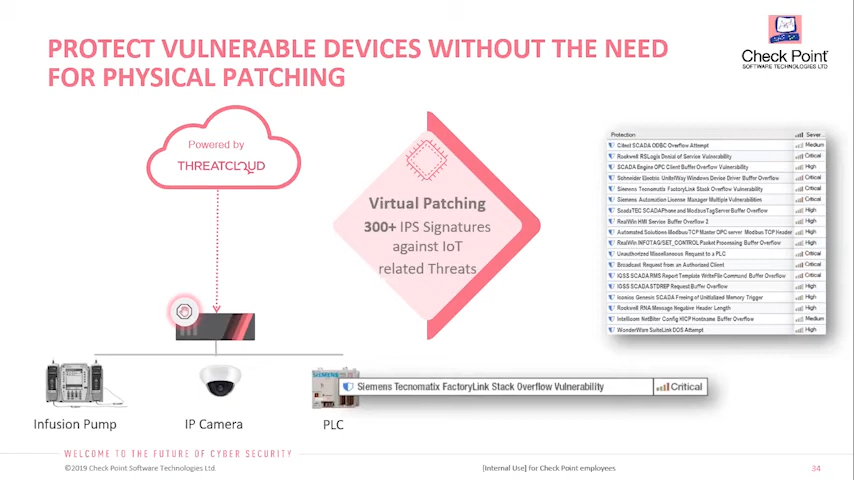 PROTECT VULNERABLE DEVICES WITHOUT THE NEED
FOR PHYSICAL PATCHING
Check Point
SOFTWARE TECHNOLOGIES LTD
Powered by
THREATCLOUD
Virtual Patching
300+ IPS Signatures
against IoT
related Threats
Protection Sever...
Citect SCADA ODBC Overflow Attempt Medium
Rockwell RSLogix Denial of Service Vulnerability Critical
SCADA Engine OPC Client Buffer Overflow High
Schneider Electric UnitelWay Windows Device Driver Buffer Overflow Critical
Siemens Tecnomatix FactoryLink Stack Overflow Vulnerability Critical
Siemens Automation License Manager Multiple Vulnerabilities Critical
ScadaTEC SCADAPhone and ModbusTagServer Buffer Overflow High
RealWin HMI Service Buffer Overflow 2 High
Automated Solutions Modbus/TCP Master OPC server Modbus TCP Header High
RealWin INFOTAG/SET_CONTROL Packet Processing Buffer Overflow High
Unauthorized Miscellaneous Request to a PLC Critical
Broadcast Request from an Authorized Client Critical
IGSS SCADA RMS Report Template WriteFile Command Buffer Overflow Critical
IGSS SCADA STDREP Request Buffer Overflow High
Iconics Genesis SCADA Freeing of Unitialized Memory Trigger High
Rockwell RNA Message Negative Header Length High
Intellicom NetBiter Config HICP Hostname Buffer Overflow Medium
WonderWare SuiteLink DOS Attempt High
SIEMENS
Siemens Tecnomatix FactoryLink Stack Overflow Vulnerability Critical
Infusion Pump IP Camera PLC
WELCOME TO THE FUTURE OF CYBER SECURITY
©2019 Check Point Software Technologies Ltd. [Internal Use] for Check Point employees 34